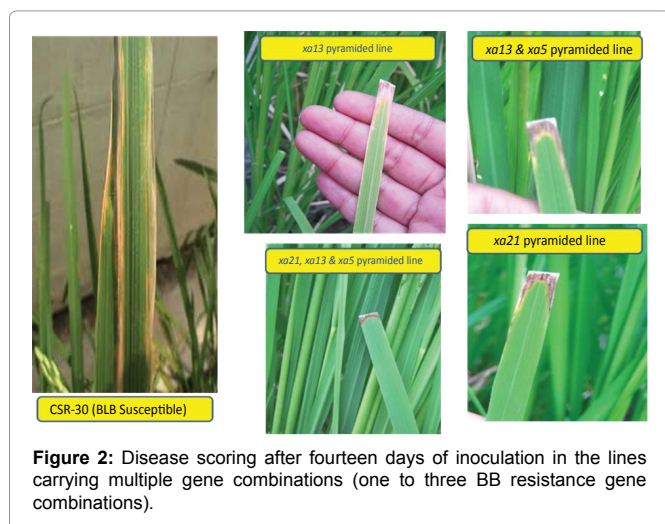 xa13 pyramided line
xa13 & xa5 pyramided line
xa21, xa13 & xa5 pyramided line
xa21 pyramided line
CSR-30 (BLB Susceptible)
Figure 2: Disease scoring after fourteen days of inoculation in the lines
carrying multiple gene combinations (one to three BB resistance gene
combinations).